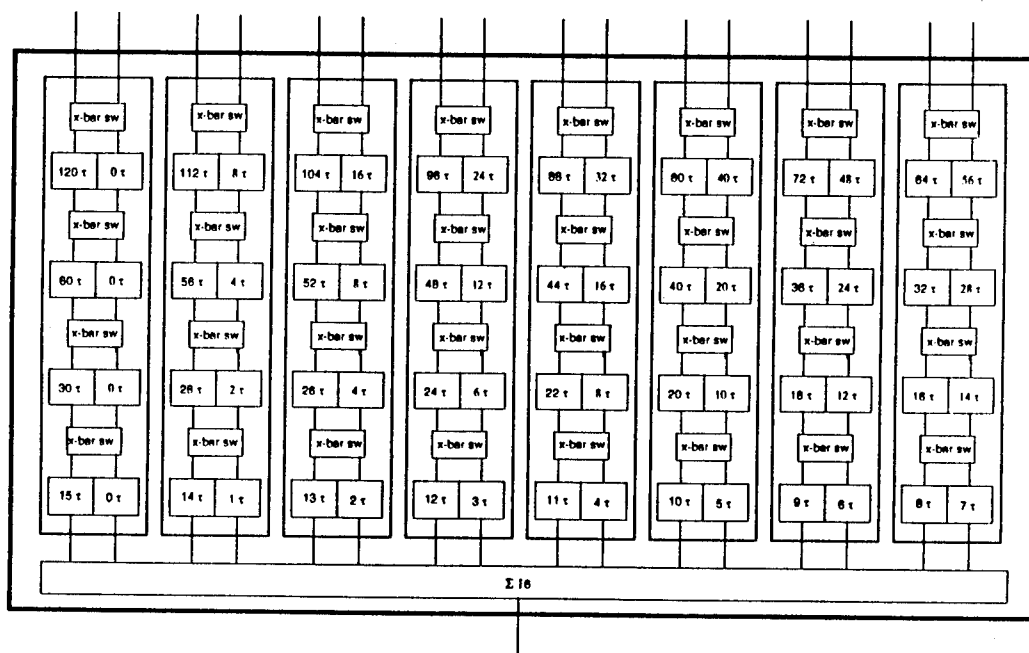 x-bar sw x-bar sw x-bar sw x-bar sw x-bar sw x-bar sw x-bar sw x-bar sw
120 τ 0 τ 112 τ 8 τ 104 τ 16 τ 96 τ 24 τ 88 τ 32 τ 80 τ 40 τ 72 τ 48 τ 64 τ 56 τ
x-bar sw x-bar sw x-bar sw x-bar sw x-bar sw x-bar sw x-bar sw x-bar sw
60 τ 0 τ 56 τ 4 τ 52 τ 8 τ 48 τ 12 τ 44 τ 16 τ 40 τ 20 τ 36 τ 24 τ 32 τ 28 τ
x-bar sw x-bar sw x-bar sw x-bar sw x-bar sw x-bar sw x-bar sw x-bar sw
30 τ 0 τ 28 τ 2 τ 26 τ 4 τ 24 τ 6 τ 22 τ 8 τ 20 τ 10 τ 18 τ 12 τ 16 τ 14 τ
x-bar sw x-bar sw x-bar sw x-bar sw x-bar sw x-bar sw x-bar sw x-bar sw
15 τ 0 τ 14 τ 1 τ 13 τ 2 τ 12 τ 3 τ 11 τ 4 τ 10 τ 5 τ 9 τ 6 τ 8 τ 7 τ
Σ 16